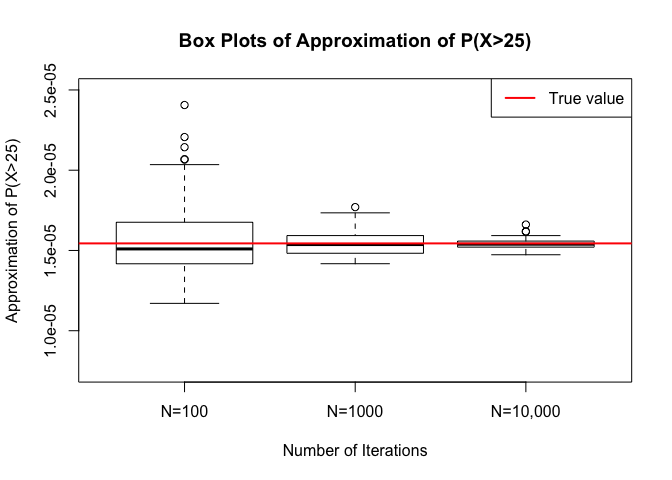 Box Plots of Approximation of P(X>25)
True value
Approximation of P(X>25)
2.5e-05
2.0e-05
1.5e-05
1.0e-05
N=100
N=1000
N=10,000
Number of Iterations